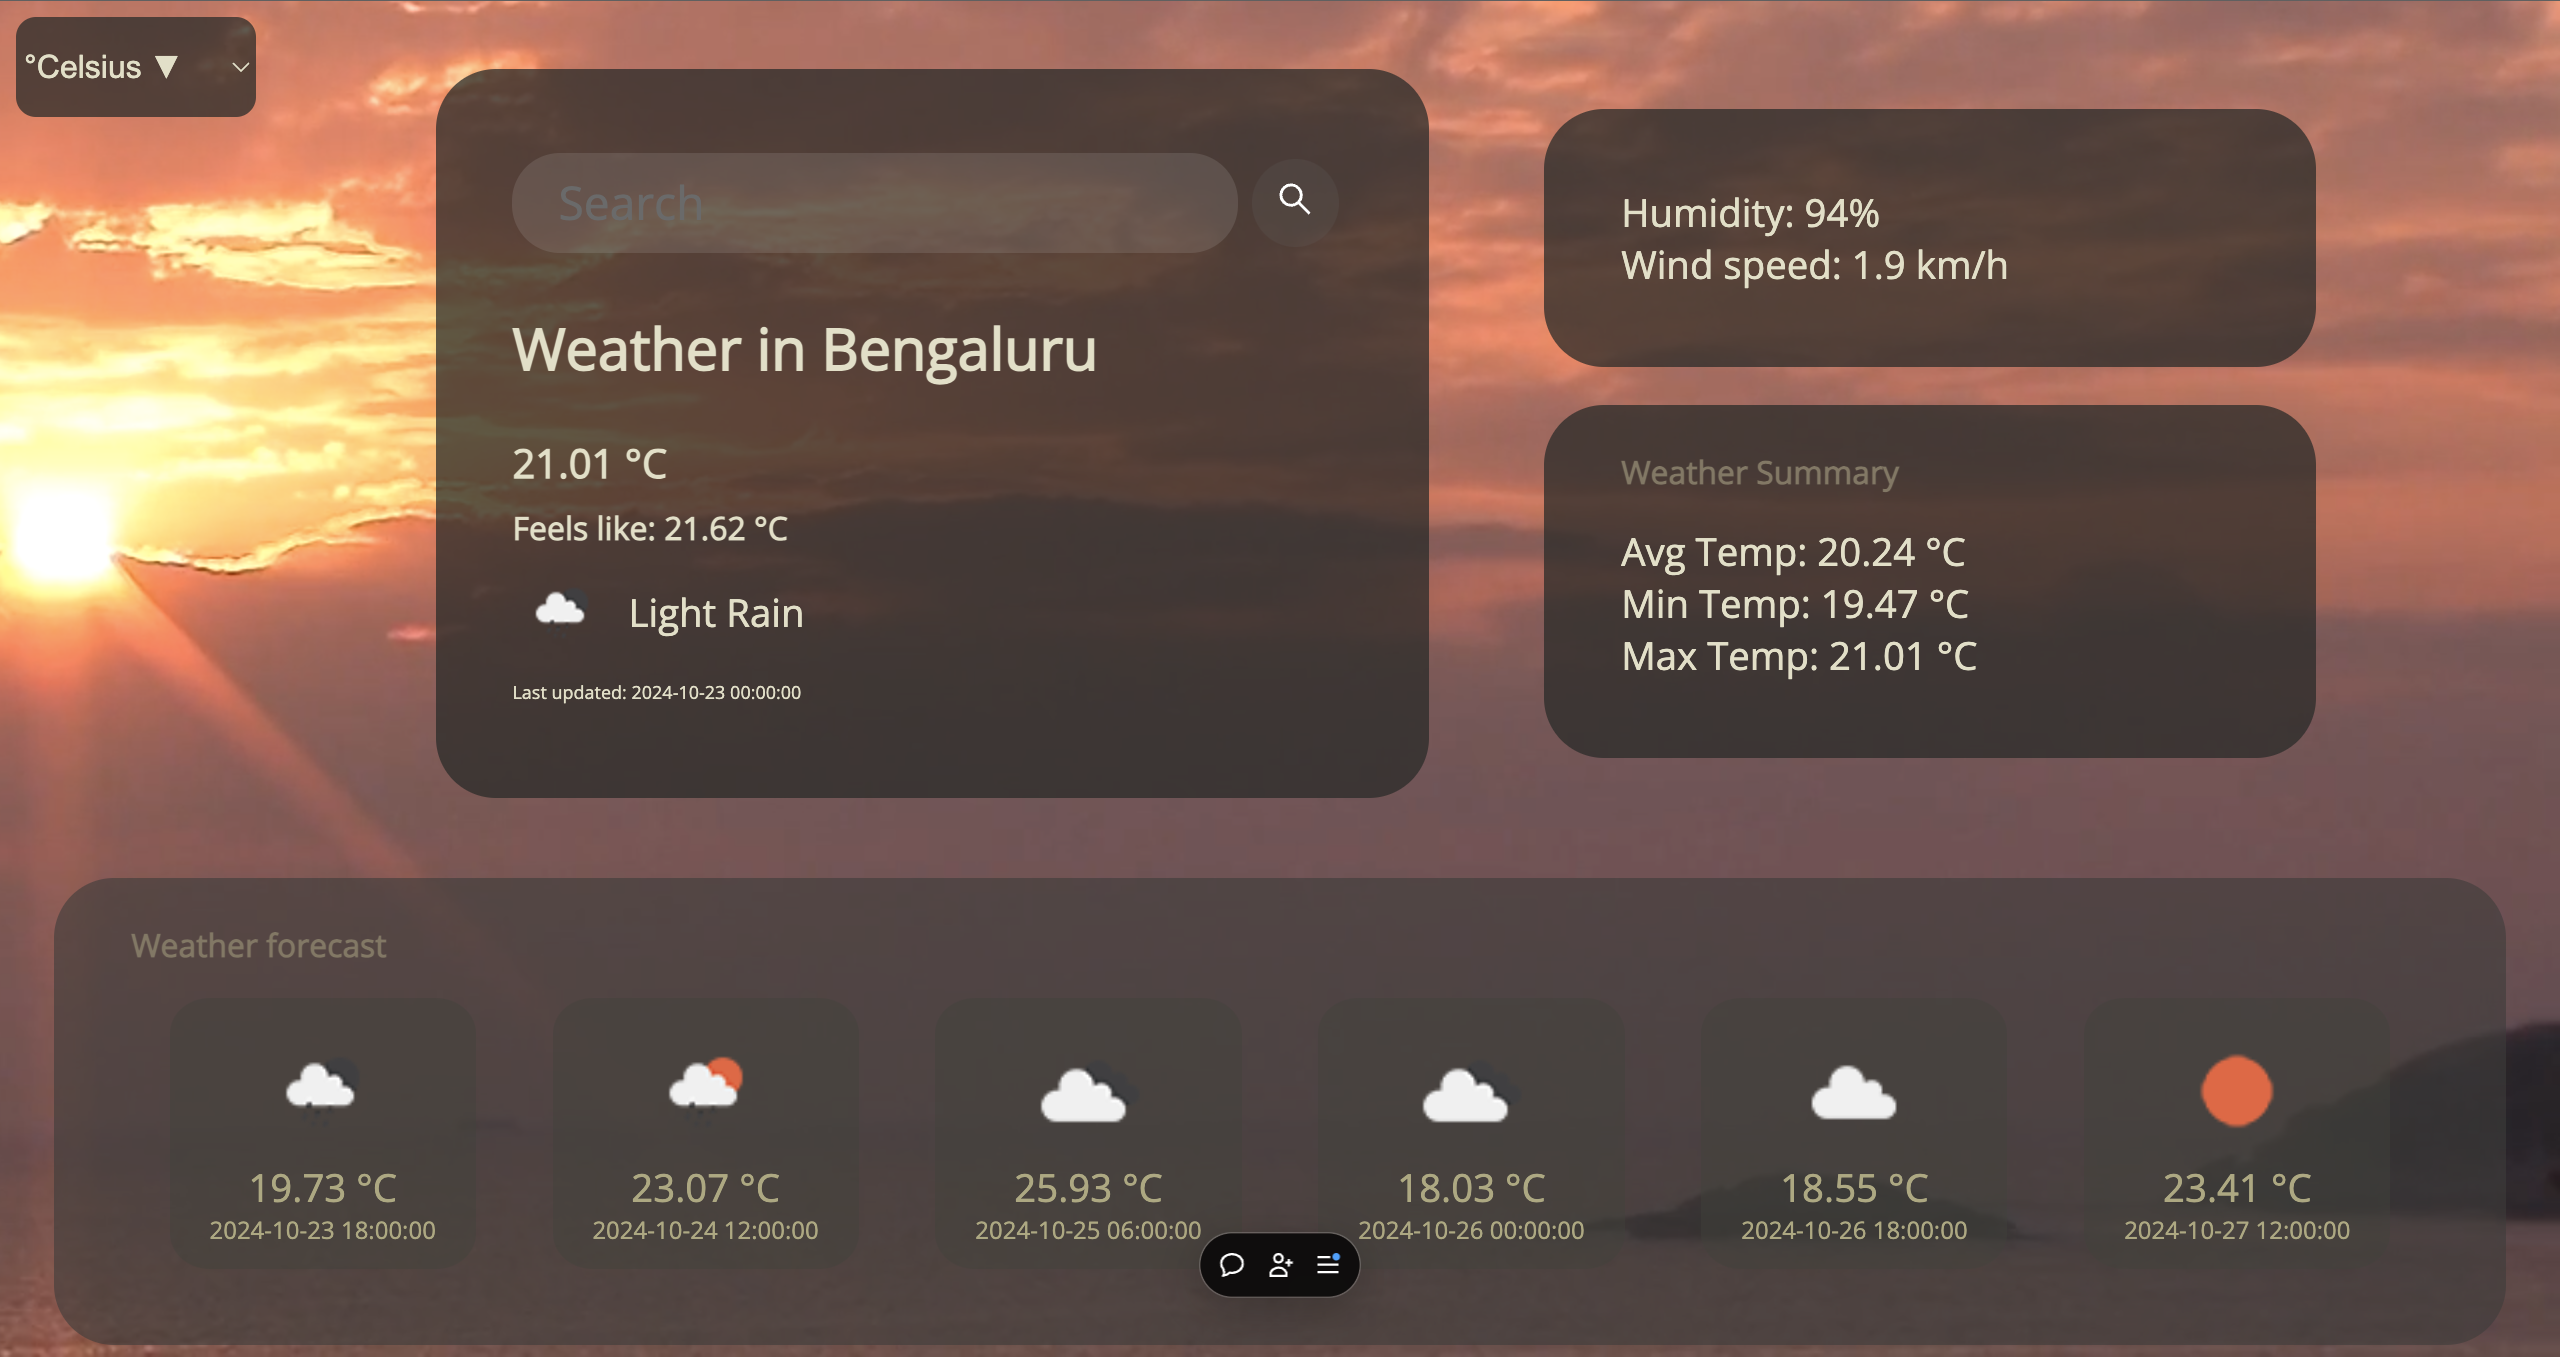 °Celsius ▼
Search
Weather in Bengaluru
21.01 °C
Feels like: 21.62 °C
Light Rain
Last updated: 2024-10-23 00:00:00
Humidity: 94%
Wind speed: 1.9 km/h
Weather Summary
Avg Temp: 20.24 °C
Min Temp: 19.47 °C
Max Temp: 21.01 °C
Weather forecast
19.73 °C
2024-10-23 18:00:00
23.07 °C
2024-10-24 12:00:00
25.93 °C
2024-10-25 06:00:00
18.03 °C
2024-10-26 00:00:00
18.55 °C
2024-10-26 18:00:00
23.41 °C
2024-10-27 12:00:00